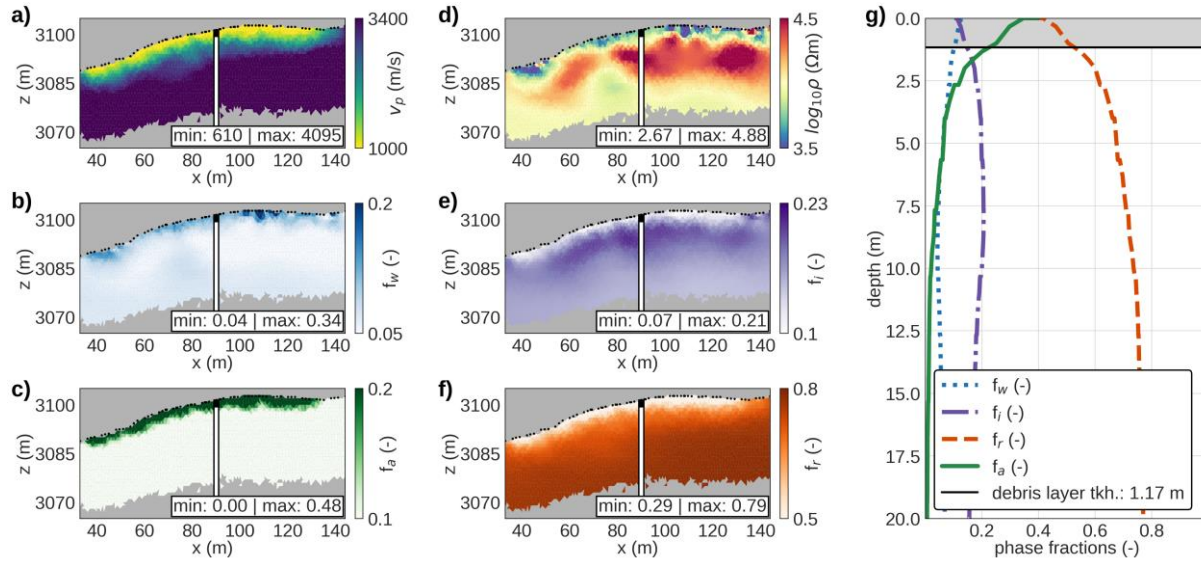 a)
3100
3085
3070
z (m)
40 60 80 100 120 140
x (m)
min: 610 | max: 4095
3400
1000
v_p (m/s)
d)
3100
3085
3070
z (m)
40 60 80 100 120 140
x (m)
min: 2.67 | max: 4.88
4.5
3.5
log₁₀ρ (Ωm)
b)
3100
3085
3070
z (m)
40 60 80 100 120 140
x (m)
min: 0.04 | max: 0.34
0.2
0.05
f_w (-)
e)
3100
3085
3070
z (m)
40 60 80 100 120 140
x (m)
min: 0.07 | max: 0.21
0.23
0.1
f_i (-)
c)
3100
3085
3070
z (m)
40 60 80 100 120 140
x (m)
min: 0.00 | max: 0.48
0.2
0.1
f_a (-)
f)
3100
3085
3070
z (m)
40 60 80 100 120 140
x (m)
min: 0.29 | max: 0.79
0.8
0.5
f_r (-)
g)
0.0
2.5
5.0
7.5
10.0
12.5
15.0
17.5
20.0
depth (m)
f_w (-)
f_i (-)
f_r (-)
f_a (-)
debris layer tkh.: 1.17 m
0.2 0.4 0.6 0.8
phase fractions (-)